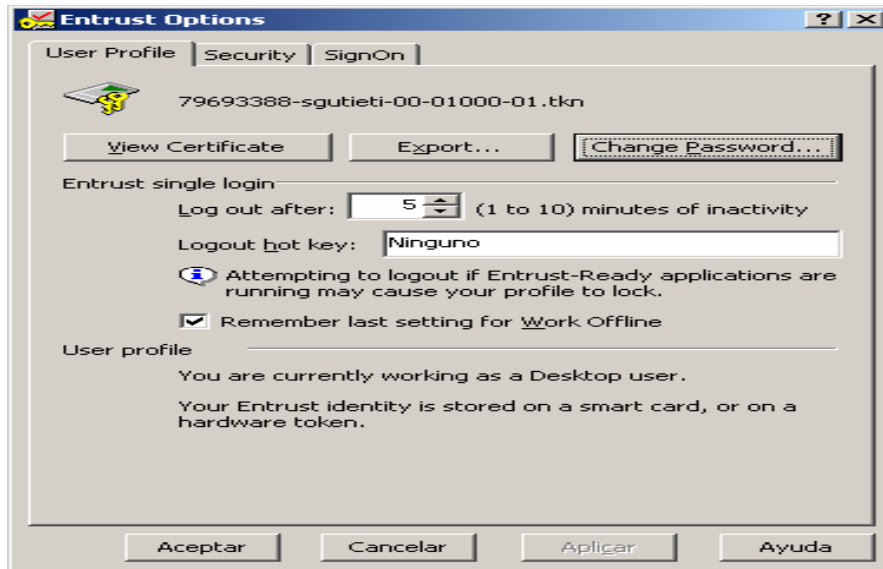 Entrust Options
User Profile Security SignOn
79693388-sgutieti-00-01000-01.tkn
View Certificate Export... Change Password...
Entrust single login
Log out after: 5 (1 to 10) minutes of inactivity
Logout hot key: Ninguno
Attempting to logout if Entrust-Ready applications are
running may cause your profile to lock.
Remember last setting for Work Offline
User profile
You are currently working as a Desktop user.
Your Entrust identity is stored on a smart card, or on a
hardware token.
Aceptar Cancelar Aplicar Ayuda